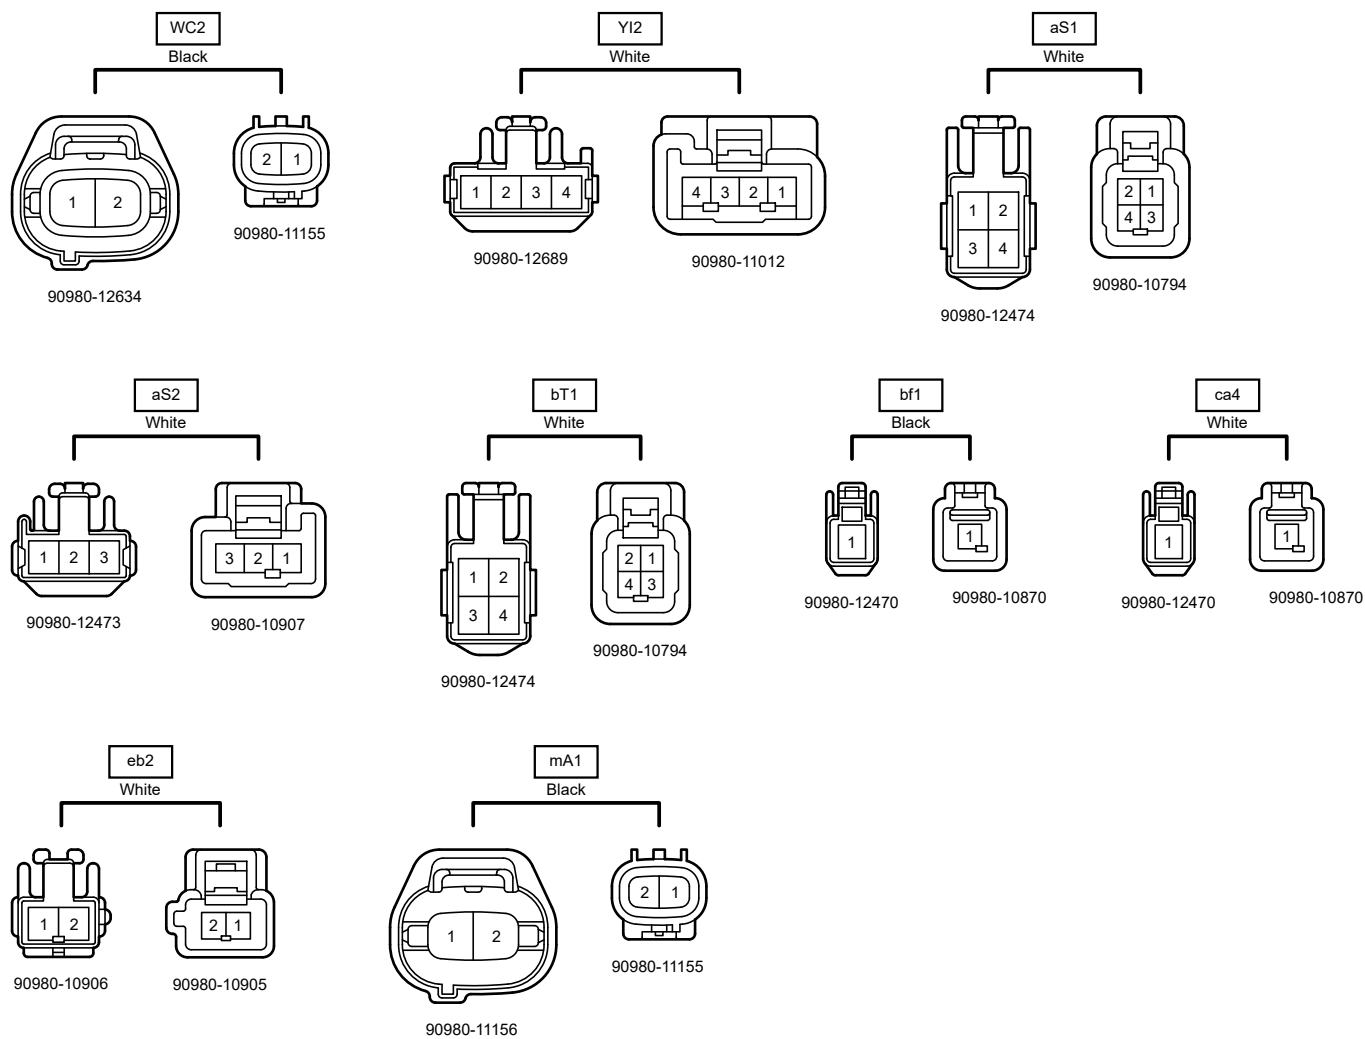 WC2
Black
1 2
2 1
90980-12634
90980-11155
YI2
White
1 2 3 4
4 3 2 1
90980-12689
90980-11012
aS1
White
1 2
3 4
2 1
4 3
90980-12474
90980-10794
aS2
White
1 2 3
3 2 1
90980-12473
90980-10907
bT1
White
1 2
3 4
2 1
4 3
90980-12474
90980-10794
bf1
Black
1
1
90980-12470
90980-10870
ca4
White
1
1
90980-12470
90980-10870
eb2
White
1 2
2 1
90980-10906
90980-10905
mA1
Black
1 2
2 1
90980-11156
90980-11155